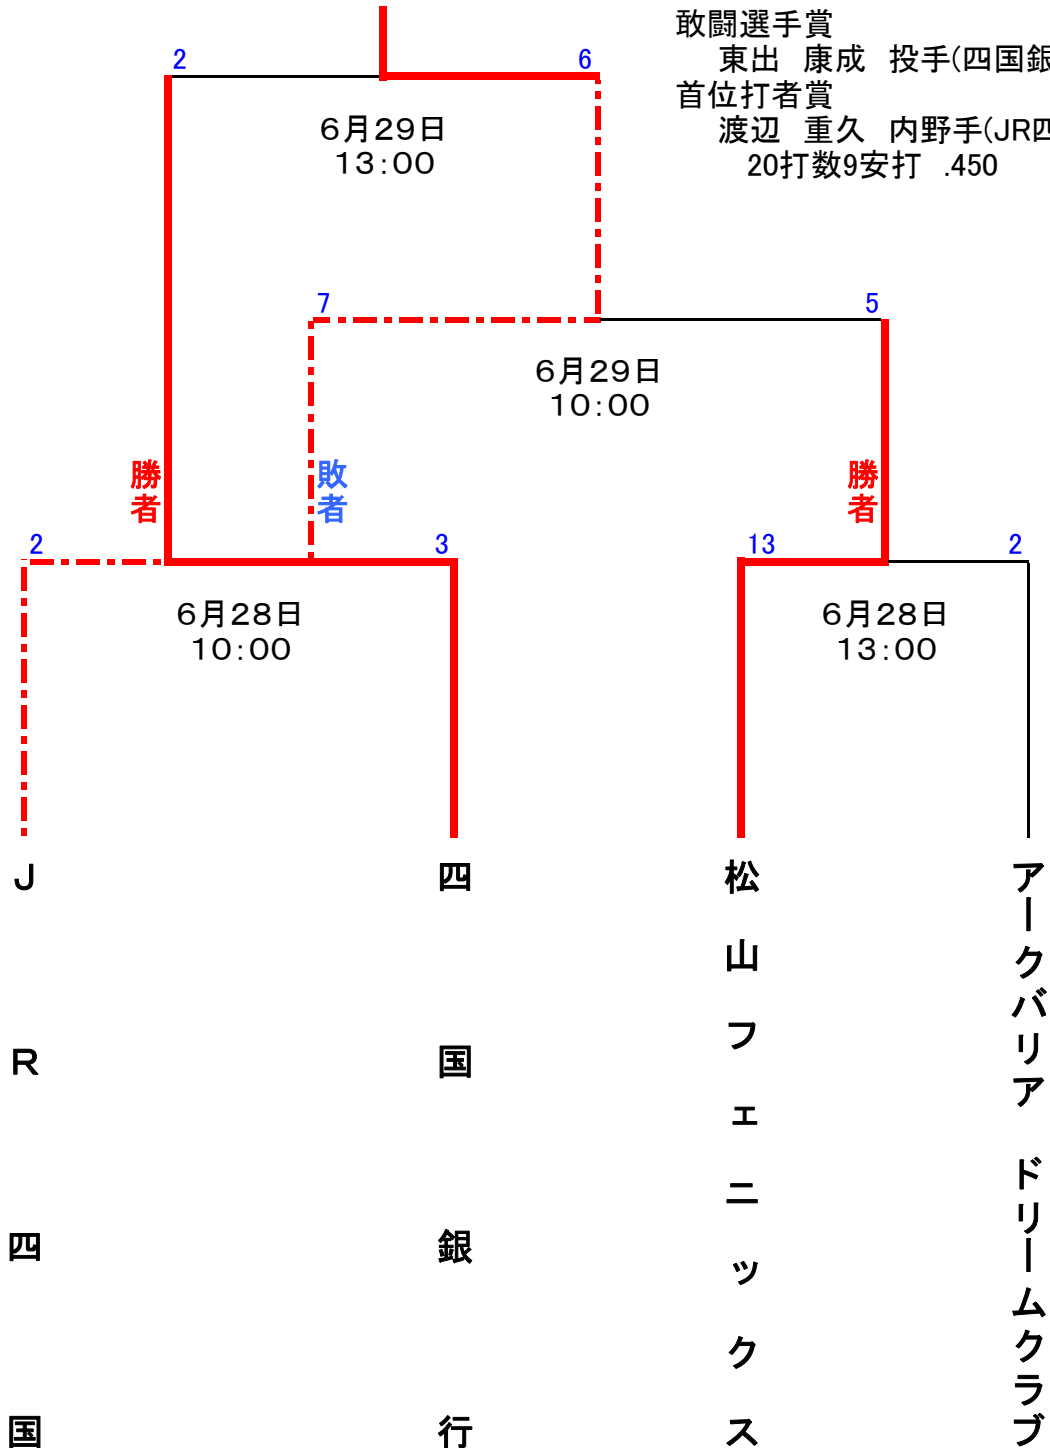 敢闘選手賞
東出 康成 投手(四国銀
首位打者賞
渡辺 重久 内野手(JR四
20打数9安打 .450
2
6
6月29日
13:00
7
5
6月29日
10:00
勝者
敗者
勝者
2
3
13
2
6月28日
10:00
6月28日
13:00
JR四国
四国銀行
松山フェニックス
アークバリア ドリームクラブ